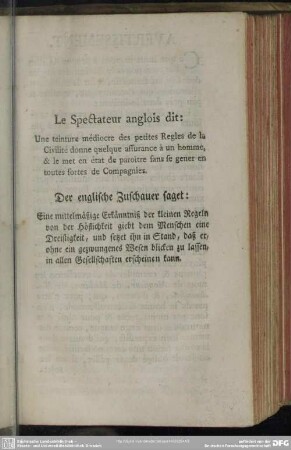 Le Spectateur anglois dit:
Une teinture médiocre des petites Regles de la
Civilité donne quelque assurance à un homme,
& le met en état de paroitre sans se gener en
toutes sortes de Compagnies.
Der englische Zuschauer saget:
Eine mittelmäßige Erkänntniß der kleinen Regeln
von der Höflichkeit giebt dem Menschen eine
Dreistigkeit, und setzet ihn in Stand, daß er,
ohne ein gezwungenes Wesen blicken zu lassen,
in allen Gesellschaften erscheinen kann.
DFG